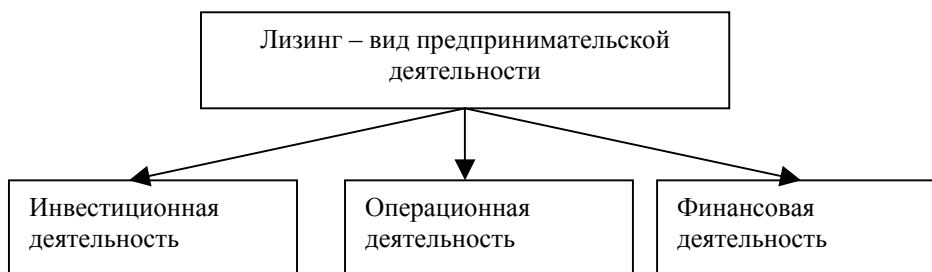 Лизинг – вид предпринимательской
деятельности
Инвестиционная
деятельность
Операционная
деятельность
Финансовая
деятельность